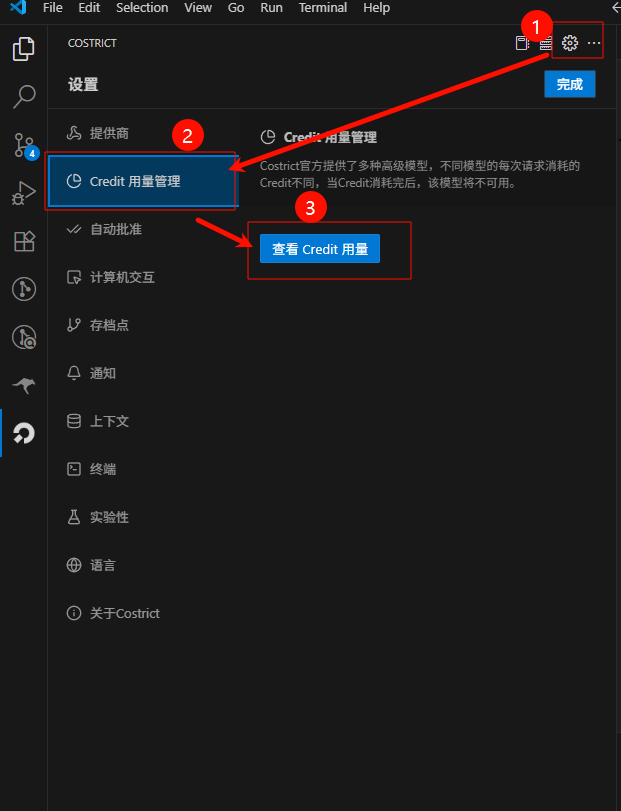 File Edit Selection View Go Run Terminal Help
COSTRICT
1
设置
完成
提供商
2
Credit 用量管理
Credit 用量管理
Costrict官方提供了多种高级模型，不同模型的每次请求消耗的
Credit不同，当Credit消耗完后，该模型将不可用。
4
3
自动批准
查看 Credit 用量
计算机交互
存档点
通知
上下文
终端
实验性
语言
关于Costrict